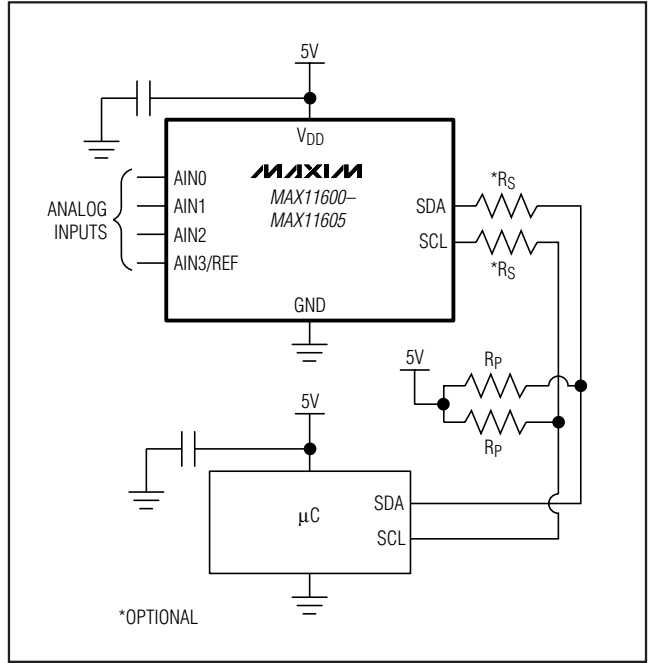 5V
VDD
MAXIM
MAX11600–
MAX11605
ANALOG
INPUTS
AIN0
AIN1
AIN2
AIN3/REF
SDA
SCL
*RS
*RS
GND
5V
RP
RP
5V
μC
SDA
SCL
*OPTIONAL